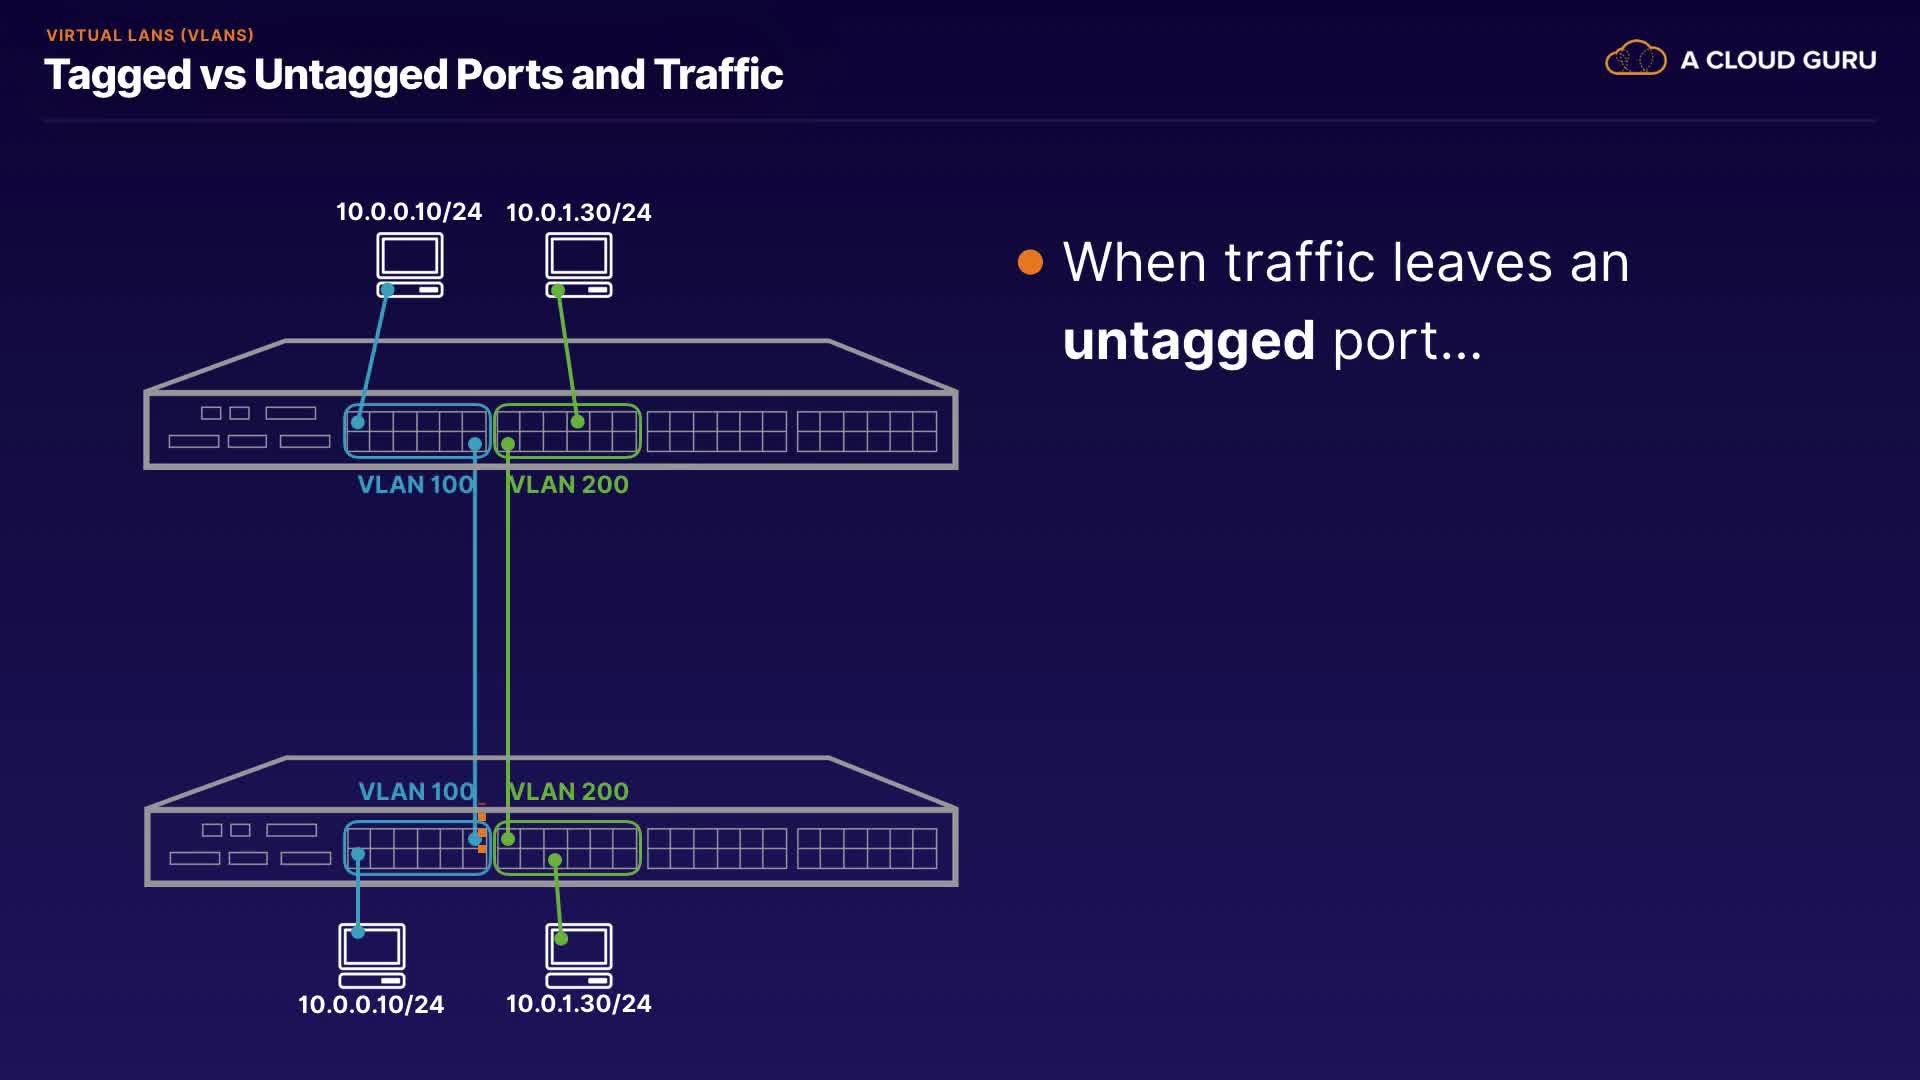 VIRTUAL LANS (VLANS)
Tagged vs Untagged Ports and Traffic
A CLOUD GURU
10.0.0.10/24
10.0.1.30/24
When traffic leaves an
untagged port...
VLAN 100
VLAN 200
VLAN 100
VLAN 200
10.0.0.10/24
10.0.1.30/24